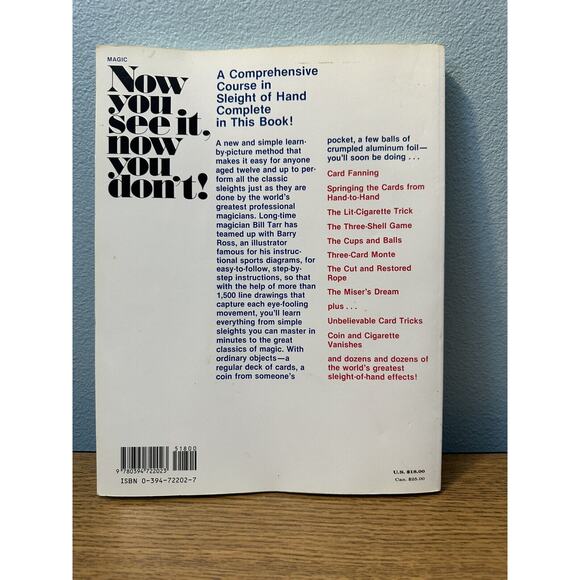 MAGIC
Now
you
see it,
now
you
don't!
A Comprehensive
Course in
Sleight of Hand
Complete
in This Book!
A new and simple learn-
by-picture method that
makes it easy for anyone
aged twelve and up to per-
form all the classic
sleights just as they are
done by the world's
greatest professional
magicians. Long-time
magician Bill Tarr has
teamed up with Barry
Ross, an illustrator
famous for his instruc-
tional sports diagrams, for
easy-to-follow, step-by-
step instructions, so that
with the help of more than
1,500 line drawings that
capture each eye-fooling
movement, you'll learn
everything from simple
sleights you can master in
minutes to the great
classics of magic. With
ordinary objects—a
regular deck of cards, a
coin from someone's
pocket, a few balls of
crumpled aluminum foil—
you'll soon be doing . . .
Card Fanning
Springing the Cards from
Hand-to-Hand
The Lit-Cigarette Trick
The Three-Shell Game
The Cups and Balls
Three-Card Monte
The Cut and Restored
Rope
The Miser's Dream
plus . . .
Unbelievable Card Tricks
Coin and Cigarette
Vanishes
and dozens and dozens of
the world's greatest
sleight-of-hand effects!
51800
9 780394 722023
ISBN 0-394-72202-7
U.S. $18.00
Can. $25.00